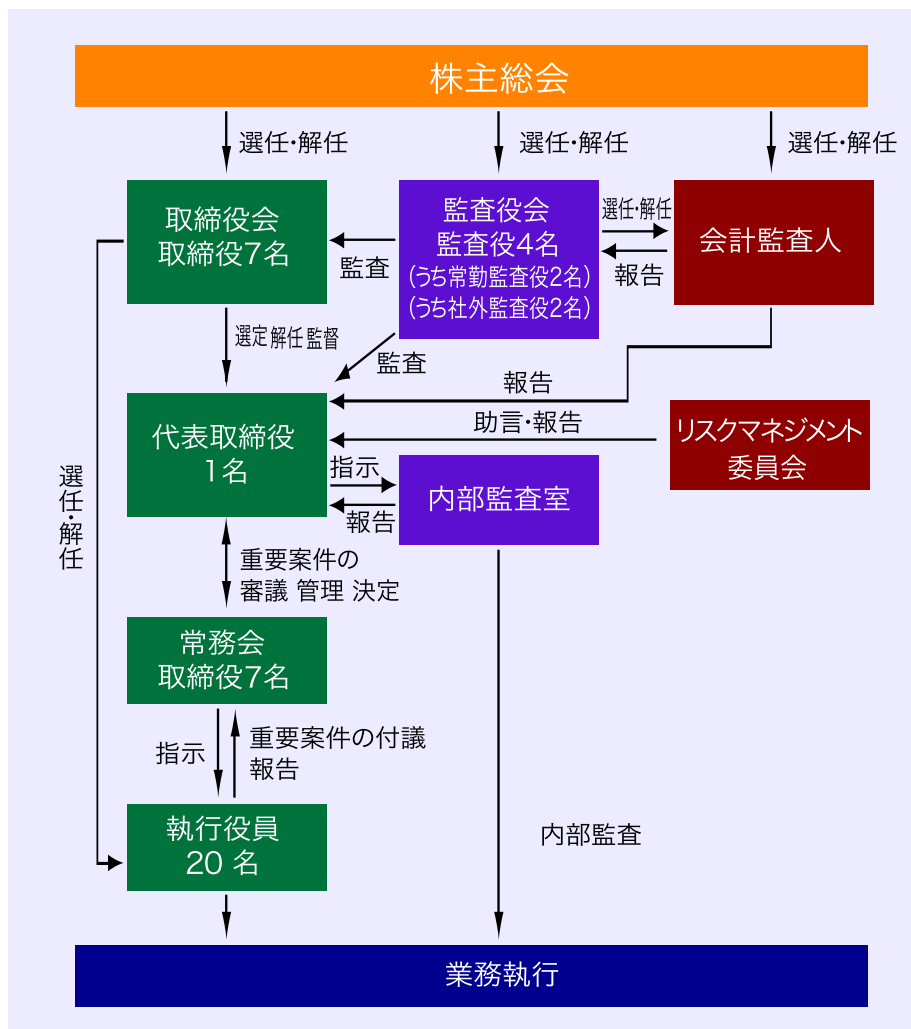 株主総会
選任・解任
選任・解任
選任・解任
取締役会
取締役7名
監査
監査役会
監査役4名
(うち常勤監査役2名)
(うち社外監査役2名)
選任・解任
報告
会計監査人
選定 解任 監督
監査
報告
助言・報告
代表取締役
1名
指示
報告
内部監査室
リスクマネジメント
委員会
選任・解任
重要案件の
審議 管理 決定
常務会
取締役7名
指示
重要案件の付議
報告
執行役員
20 名
内部監査
業務執行